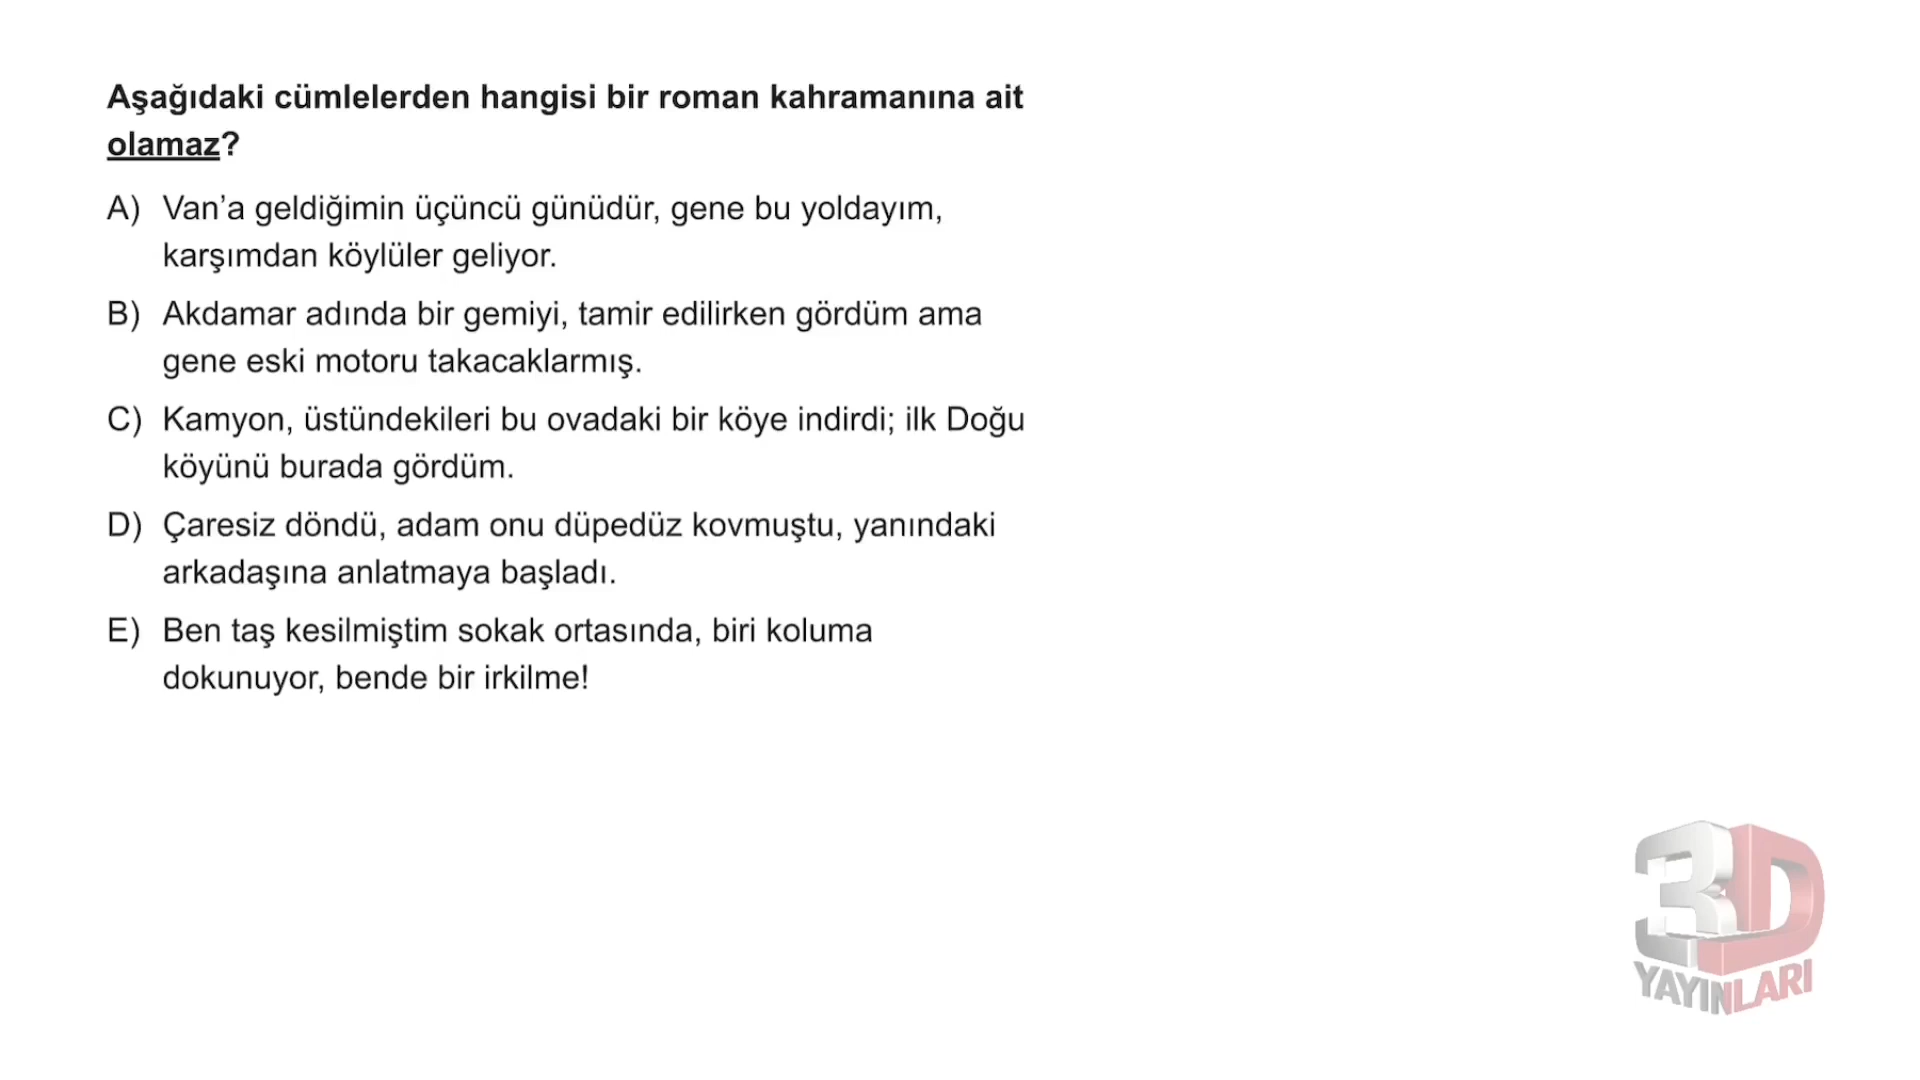 Aşağıdaki cümlelerden hangisi bir roman kahramanına ait
olamaz?
A) Van’a geldiğimin üçüncü günüdür, gene bu yoldayım,
karşımdan köylüler geliyor.
B) Akdamar adında bir gemiyi, tamir edilirken gördüm ama
gene eski motoru takacaklarmış.
C) Kamyon, üstündekileri bu ovadaki bir köye indirdi; ilk Doğu
köyünü burada gördüm.
D) Çaresiz döndü, adam onu düpedüz kovmuştu, yanındaki
arkadaşına anlatmaya başladı.
E) Ben taş kesilmiştim sokak ortasında, biri koluma
dokunuyor, bende bir irkilme!
3D
YAYINLARI